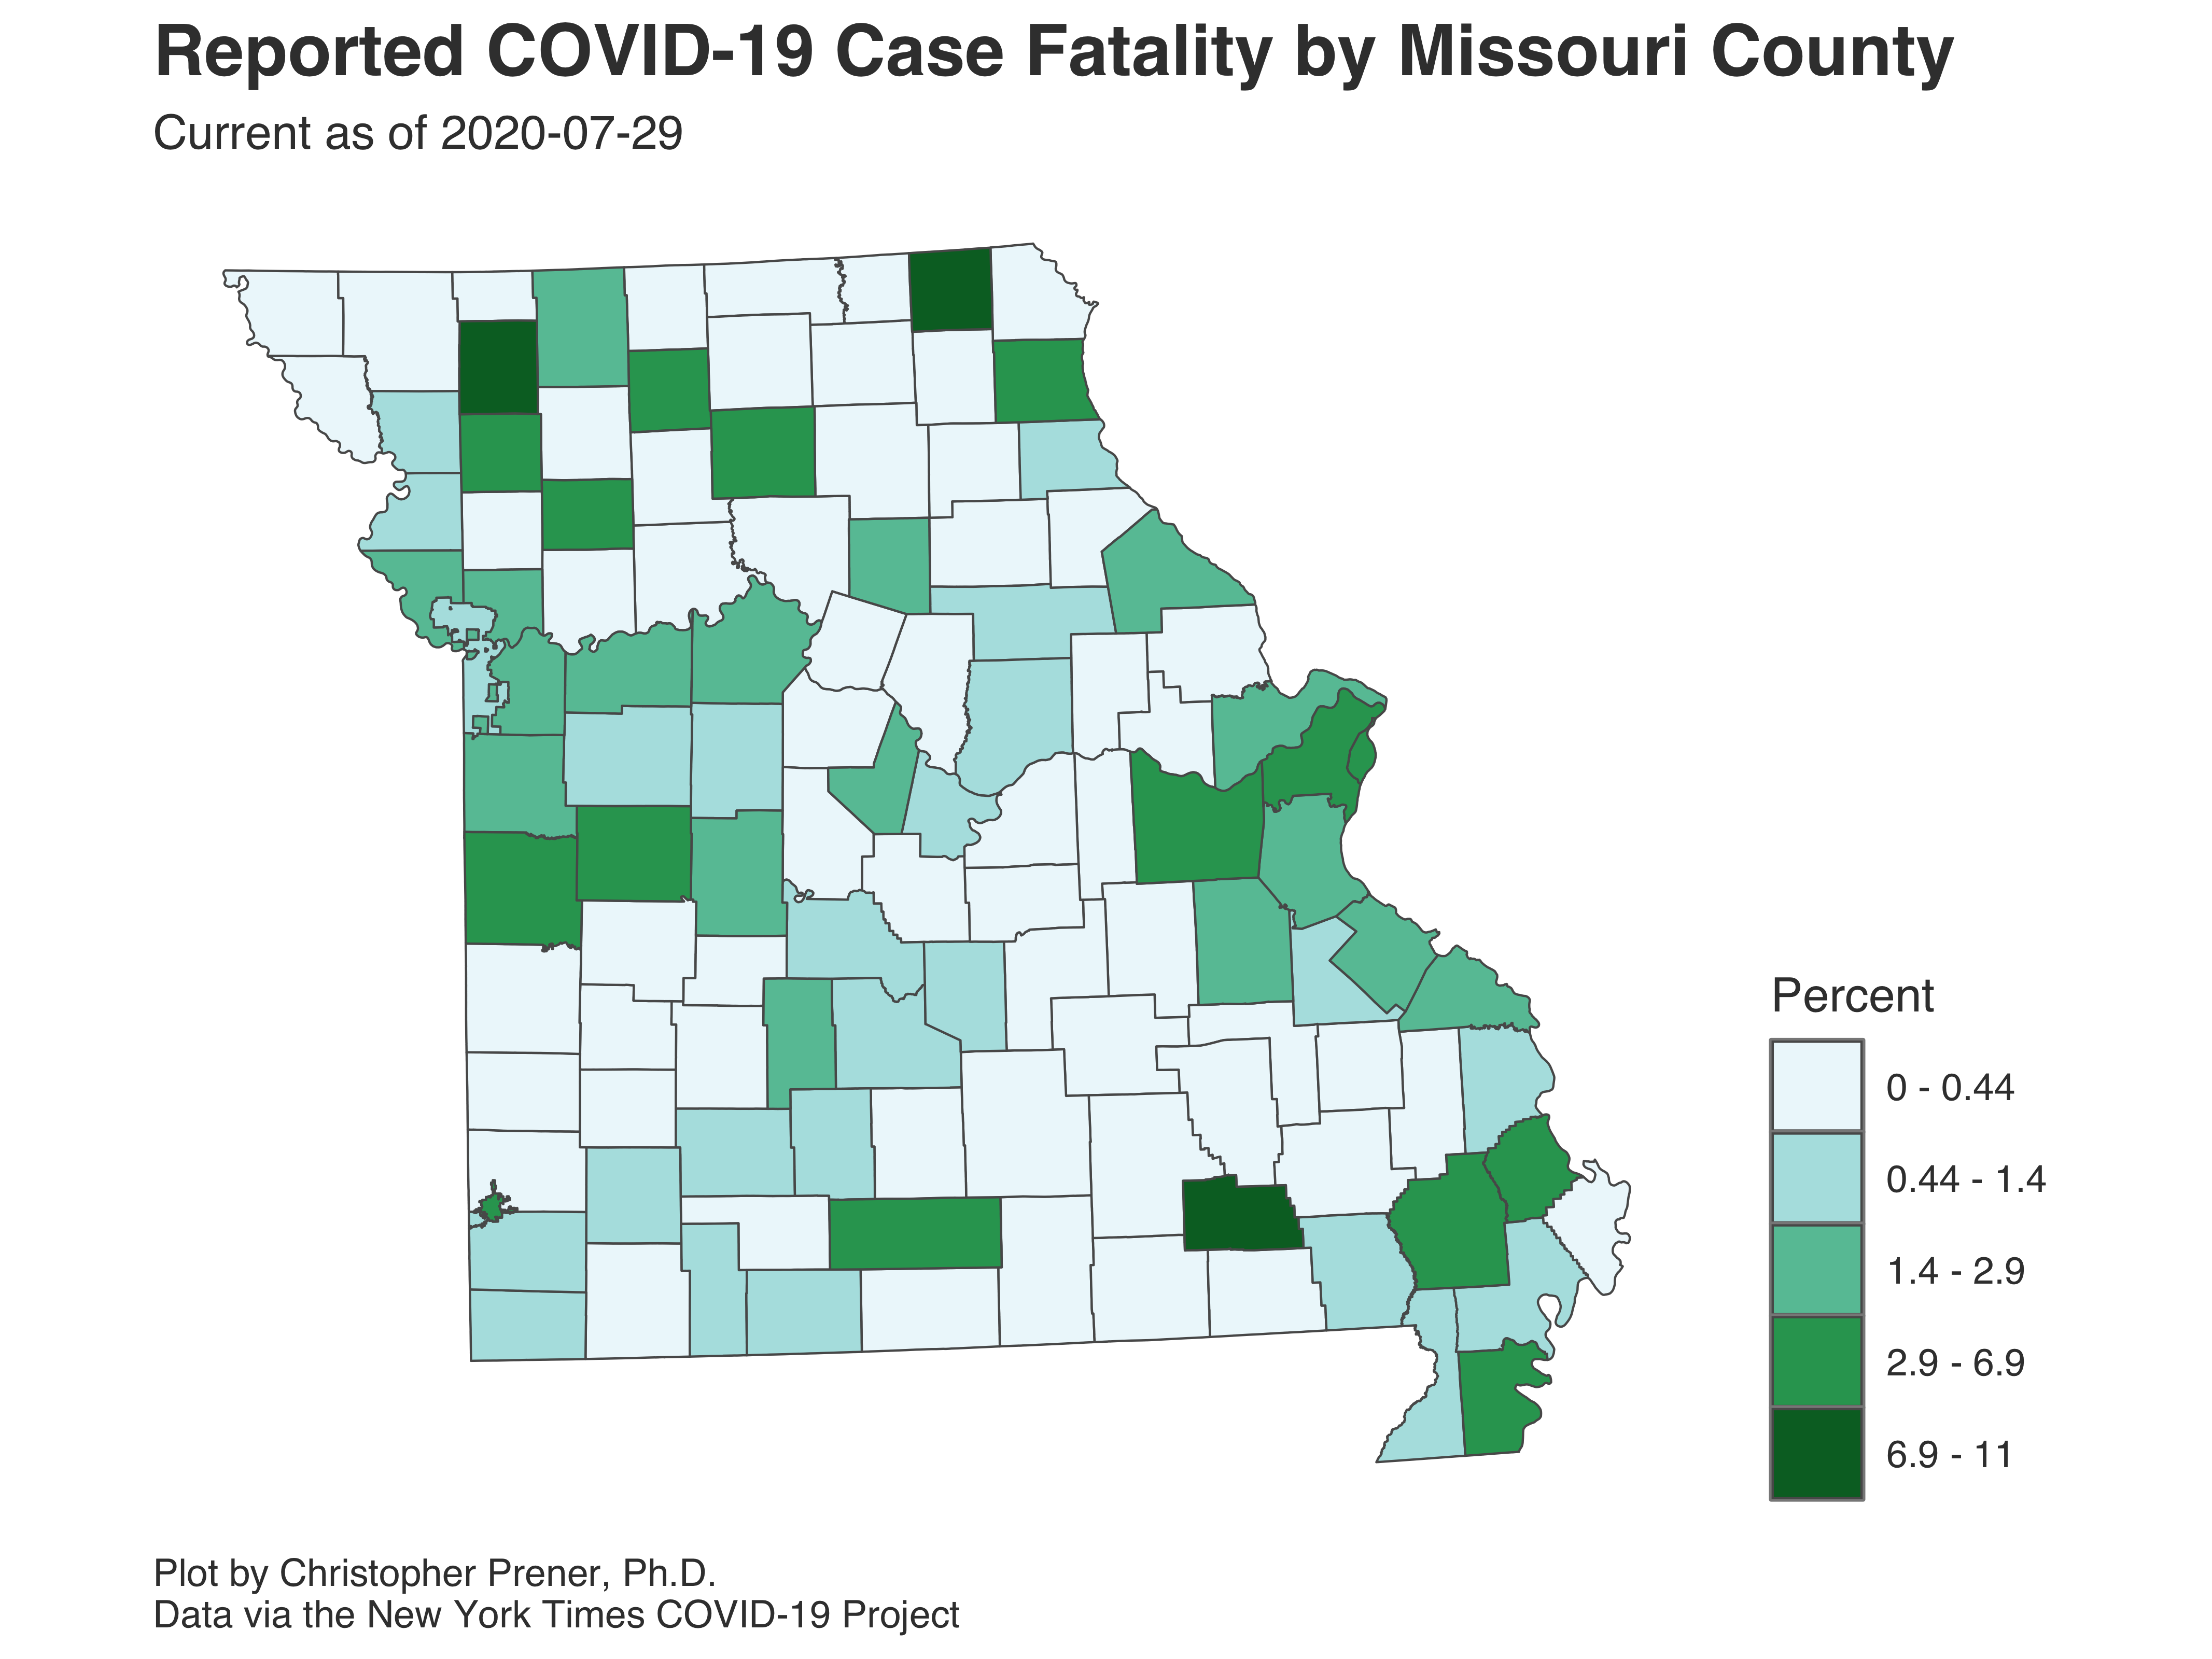 Reported COVID-19 Case Fatality by Missouri County
Current as of 2020-07-29
Percent
0 - 0.44
0.44 - 1.4
1.4 - 2.9
2.9 - 6.9
6.9 - 11
Plot by Christopher Prener, Ph.D.
Data via the New York Times COVID-19 Project